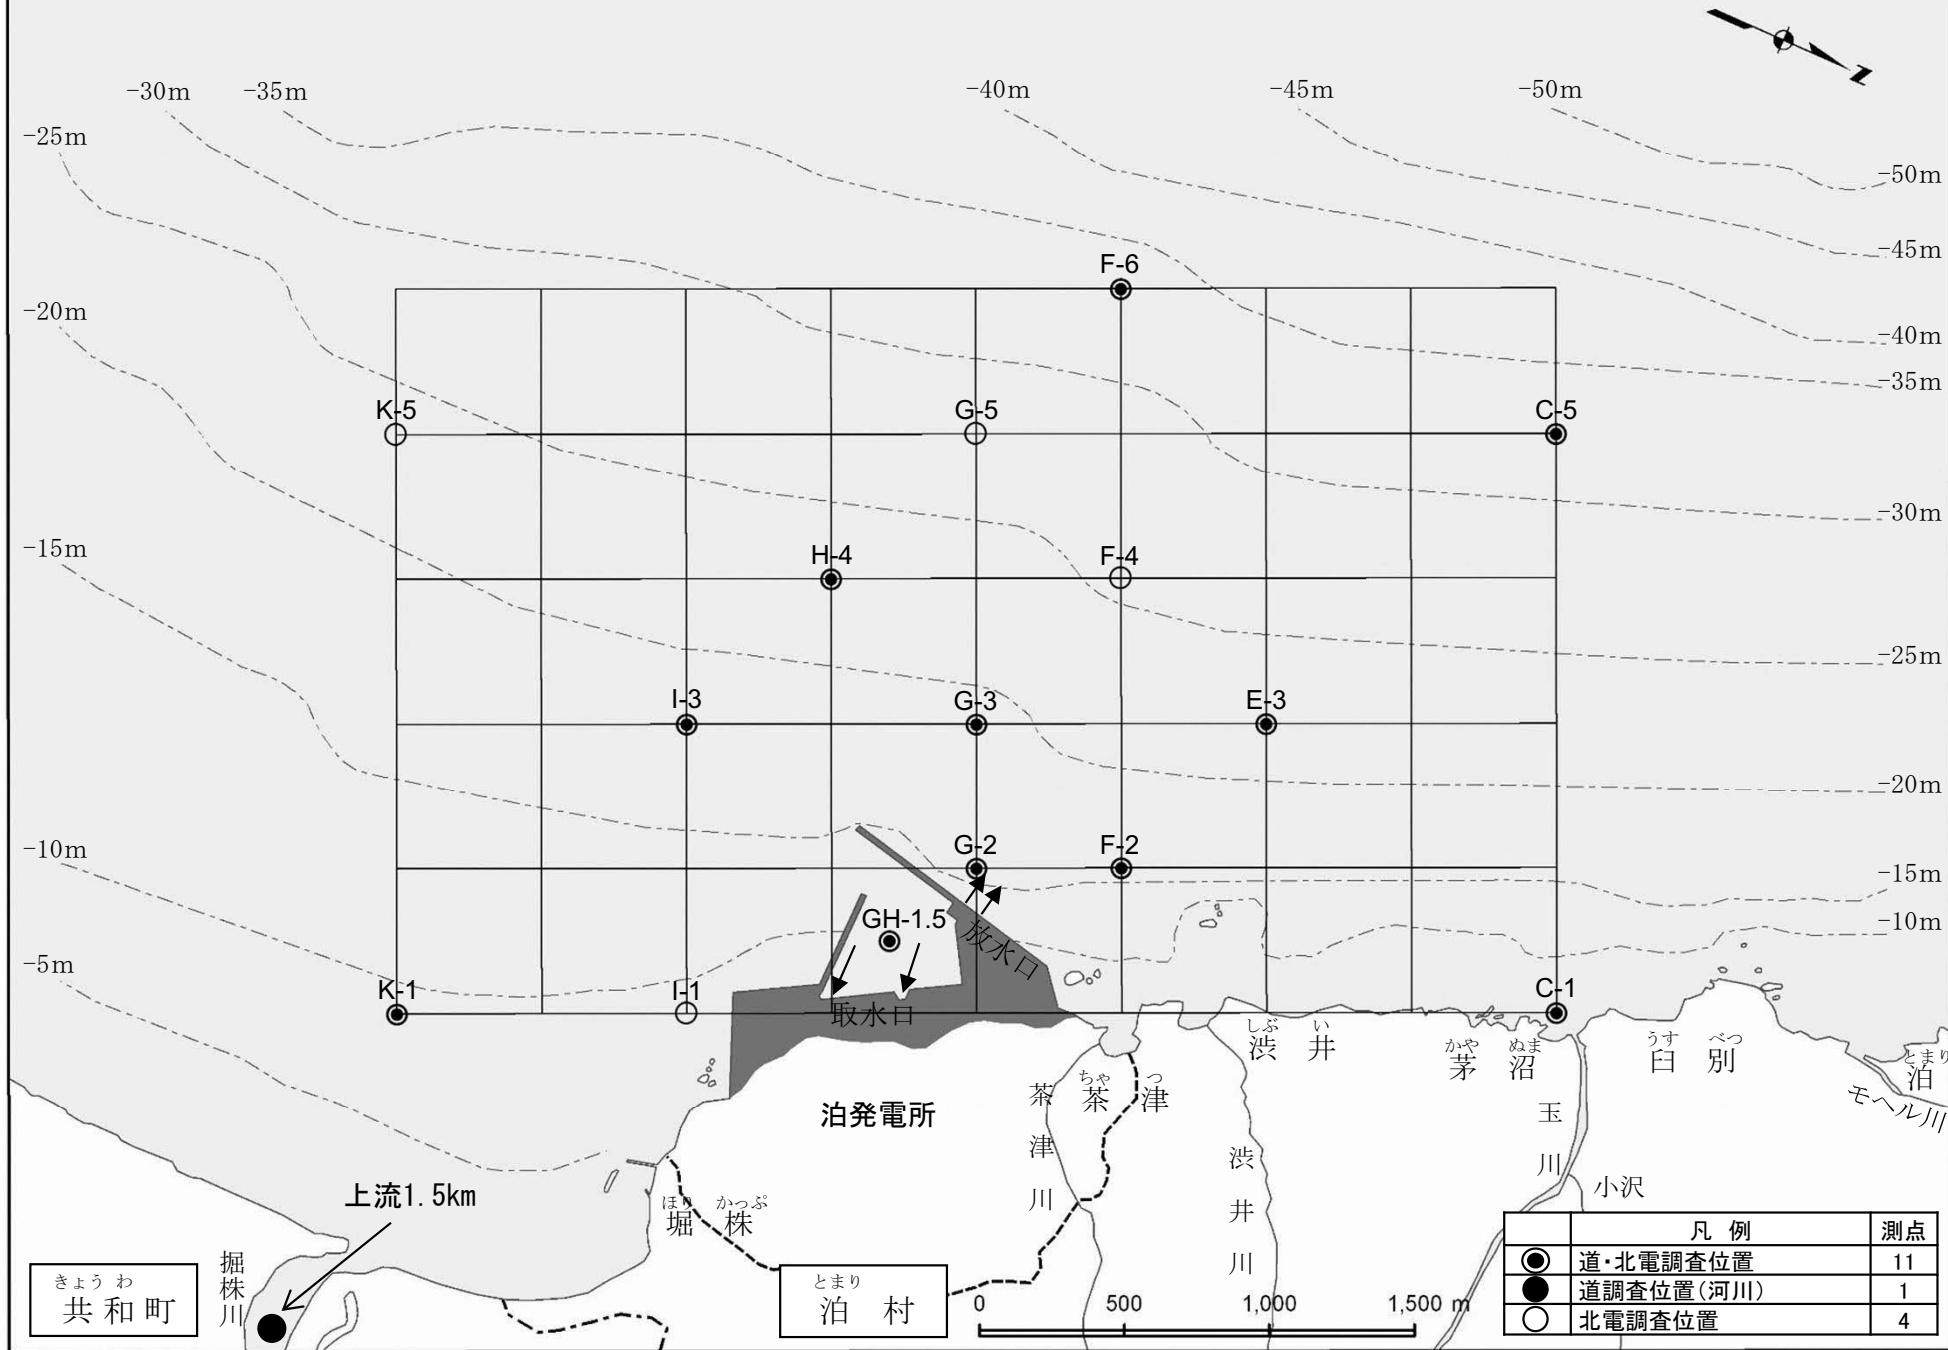 Z
-30m
-35m
-40m
-45m
-50m
-25m
-50m
-45m
F-6
-20m
-40m
-35m
K-5
G-5
C-5
-30m
-15m
H-4
F-4
-25m
I-3
G-3
E-3
-20m
-10m
G-2
F-2
-15m
GH-1.5
-10m
放水口
-5m
K-1
I-1
C-1
取水口
しぶ い
渋 井
かや ぬま
茅 沼
うす べつ
臼 別
とまり
泊
モヘル川
ちゃ つ
茶 津
茶津川
泊発電所
玉川
渋井川
小沢
上流1.5km
ほり かっぷ
堀 株
掘株川
きょう わ
共和町
とまり
泊 村
0 500 1,000 1,500 m
凡 例 測点
道・北電調査位置 11
道調査位置(河川) 1
北電調査位置 4